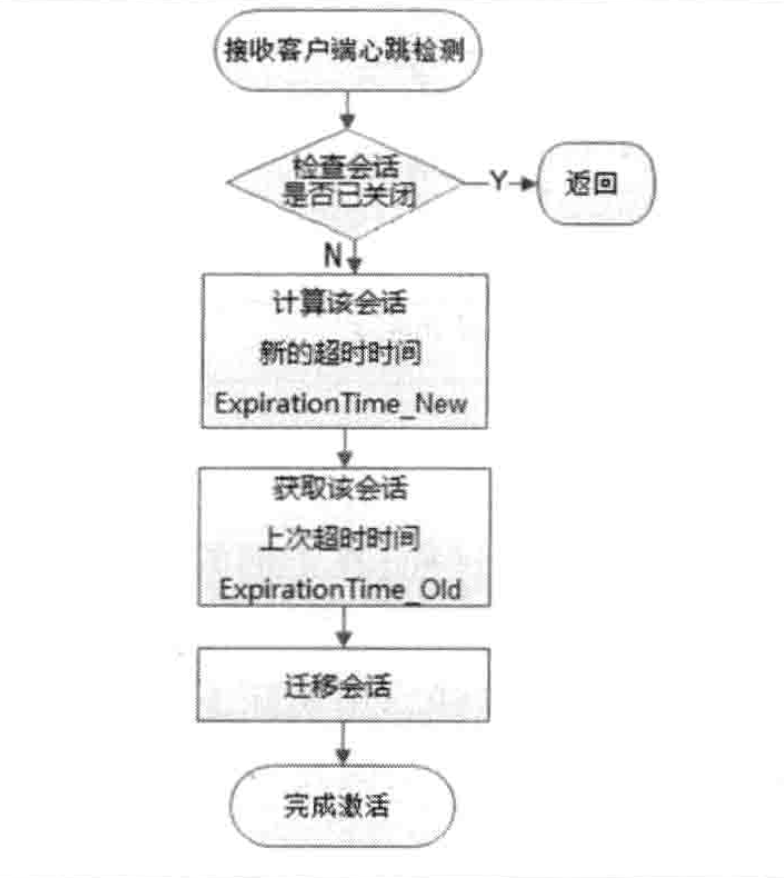 接收客户端心跳检测
检查会话
是否已关闭
Y
返回
N
计算该会话
新的超时时间
ExpirationTime_New
获取该会话
上次超时时间
ExpirationTime_Old
迁移会话
完成激活